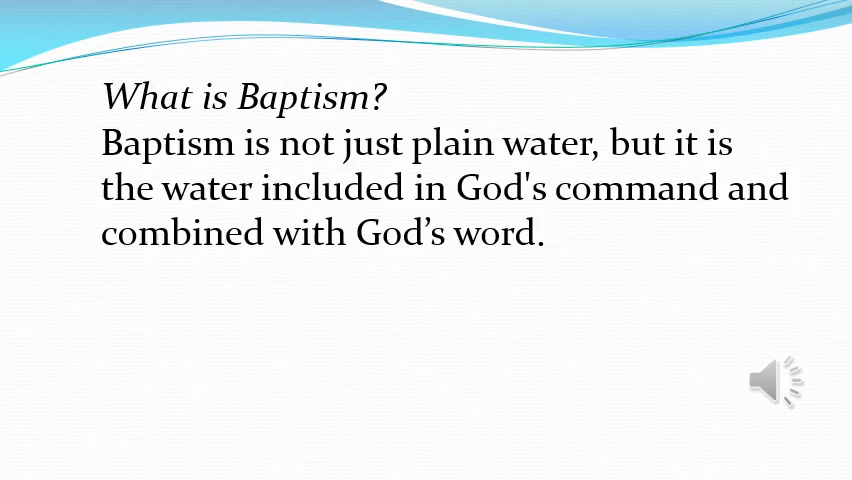 What is Baptism?
Baptism is not just plain water, but it is
the water included in God's command and
combined with God’s word.